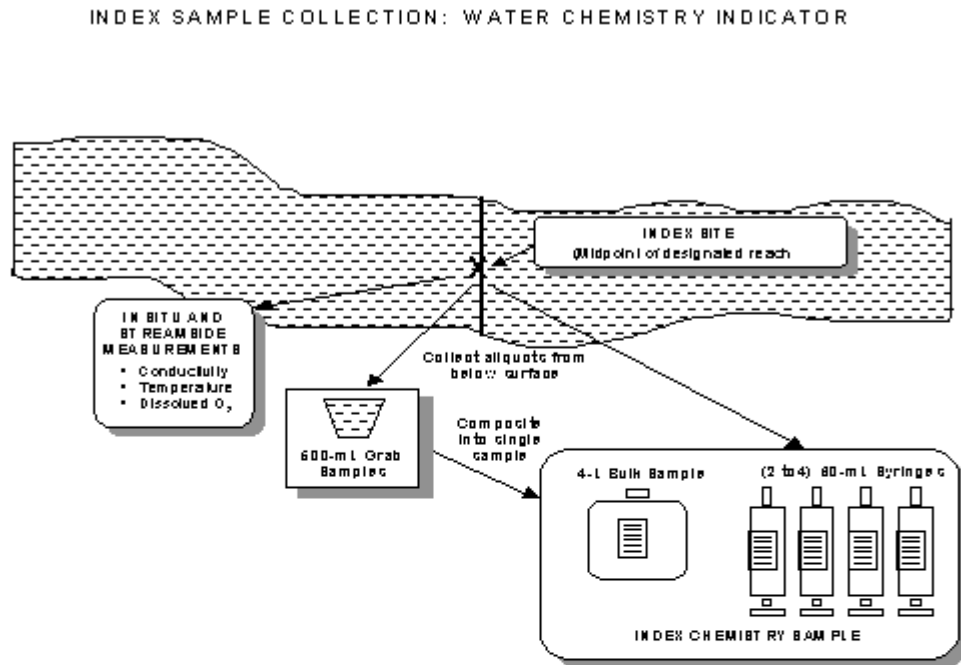 INDEX SAMPLE COLLECTION: WATER CHEMISTRY INDICATOR
INDEX SITE
(Midpoint of designated reach
IN SITU AND
STREAMSIDE
MEASUREMENTS
• Conductivity
• Temperature
• Dissolved O2
Collect aliquots from
below surface
500-mL Grab
Samples
Composite
into single
sample
4-L Bulk Sample
(2 to 4) 60-mL Syringes
INDEX CHEMISTRY SAMPLE